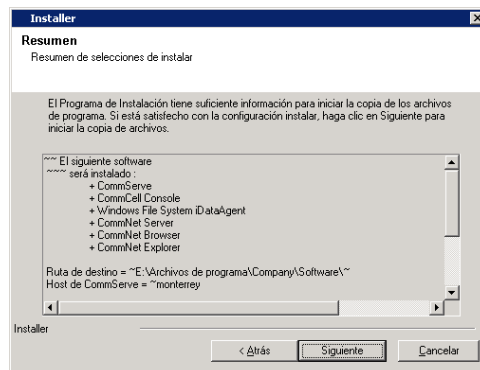 Installer
Resumen
Resumen de selecciones de instalar
El Programa de Instalación tiene suficiente información para iniciar la copia de los archivos
de programa. Si está satisfecho con la configuración instalar, haga clic en Siguiente para
iniciar la copia de archivos.
~~ El siguiente software
~~~ será instalado :
+ CommServe
+ CommCell Console
+ Windows File System iDataAgent
+ CommNet Server
+ CommNet Browser
+ CommNet Explorer
Ruta de destino = ~E:\Archivos de programa\Company\Software\~
Host de CommServe = ~monterrey
Installer
< Atrás
Siguiente
Cancelar